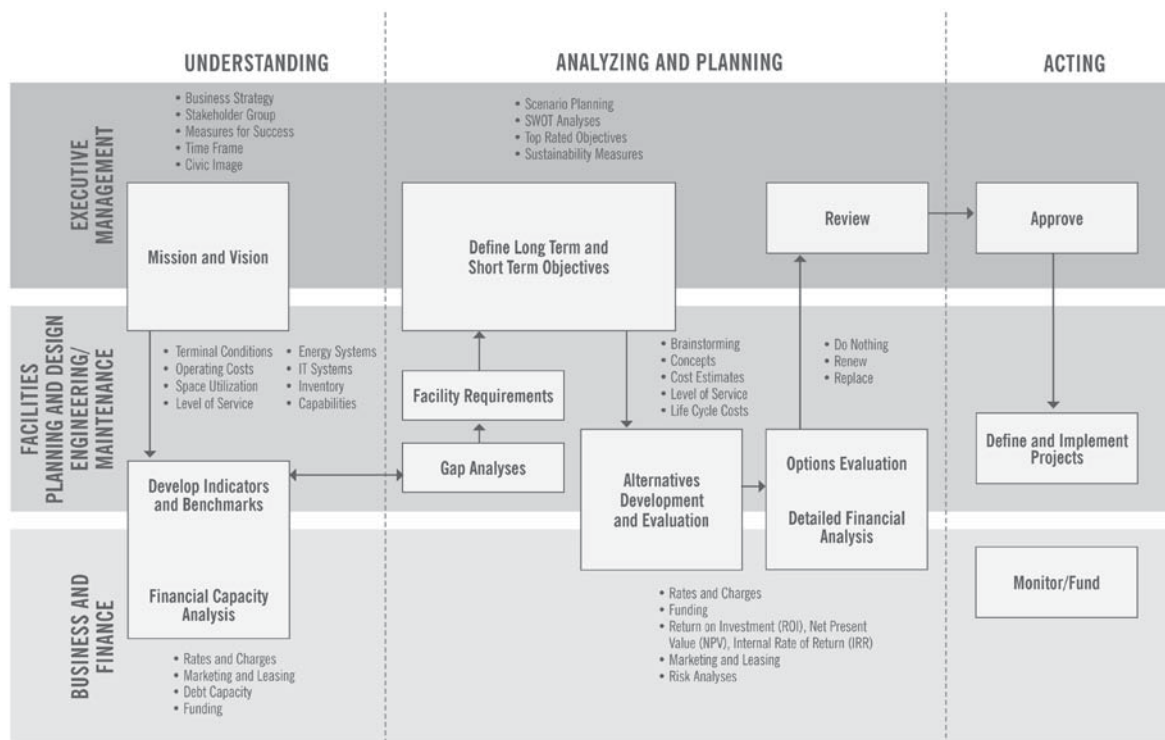 UNDERSTANDING
ANALYZING AND PLANNING
ACTING
EXECUTIVE
MANAGEMENT
• Business Strategy
• Stakeholder Group
• Measures for Success
• Time Frame
• Civic Image
• Scenario Planning
• SWOT Analyses
• Top Rated Objectives
• Sustainability Measures
Mission and Vision
Define Long Term and
Short Term Objectives
Review
Approve
FACILITIES
PLANNING AND DESIGN
ENGINEERING/
MAINTENANCE
• Terminal Conditions
• Operating Costs
• Space Utilization
• Level of Service
• Energy Systems
• IT Systems
• Inventory
• Capabilities
Facility Requirements
Gap Analyses
• Brainstorming
• Concepts
• Cost Estimates
• Level of Service
• Life Cycle Costs
• Do Nothing
• Renew
• Replace
Develop Indicators
and Benchmarks
Alternatives
Development
and Evaluation
Options Evaluation
Detailed Financial
Analysis
Define and Implement
Projects
BUSINESS AND
FINANCE
Financial Capacity
Analysis
• Rates and Charges
• Marketing and Leasing
• Debt Capacity
• Funding
• Rates and Charges
• Funding
• Return on Investment (ROI), Net Present
Value (NPV), Internal Rate of Return (IRR)
• Marketing and Leasing
• Risk Analyses
Monitor/Fund